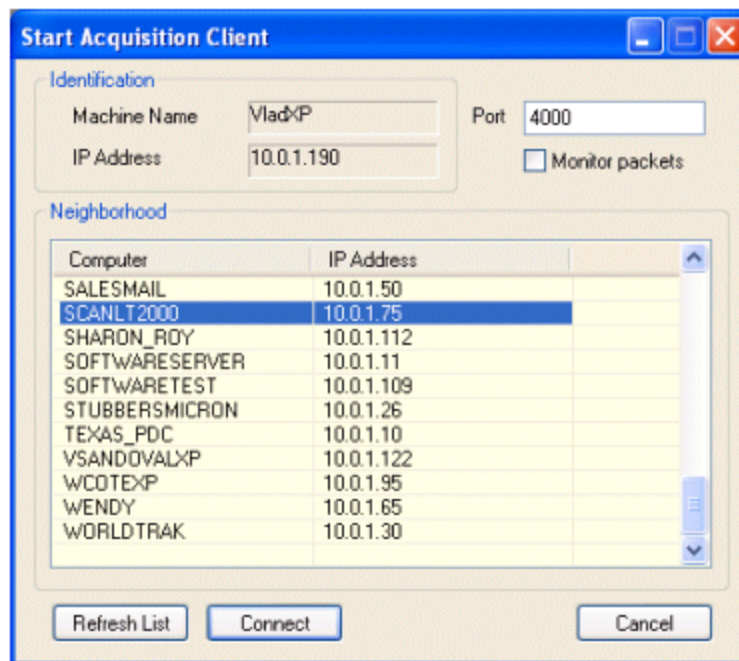 Start Acquisition Client
Identification
Machine Name VladXP Port 4000
IP Address 10.0.1.190 Monitor packets
Neighborhood
Computer IP Address
SALESMAIL 10.0.1.50
SCANLT2000 10.0.1.75
SHARON_ROY 10.0.1.112
SOFTWARESERVER 10.0.1.11
SOFTWARETEST 10.0.1.109
STUBBERSMICRON 10.0.1.26
TEXAS_PDC 10.0.1.10
VSANDOVALXP 10.0.1.122
WCOTEXP 10.0.1.95
WENDY 10.0.1.65
WORLDTRAK 10.0.1.30
Refresh List Connect Cancel